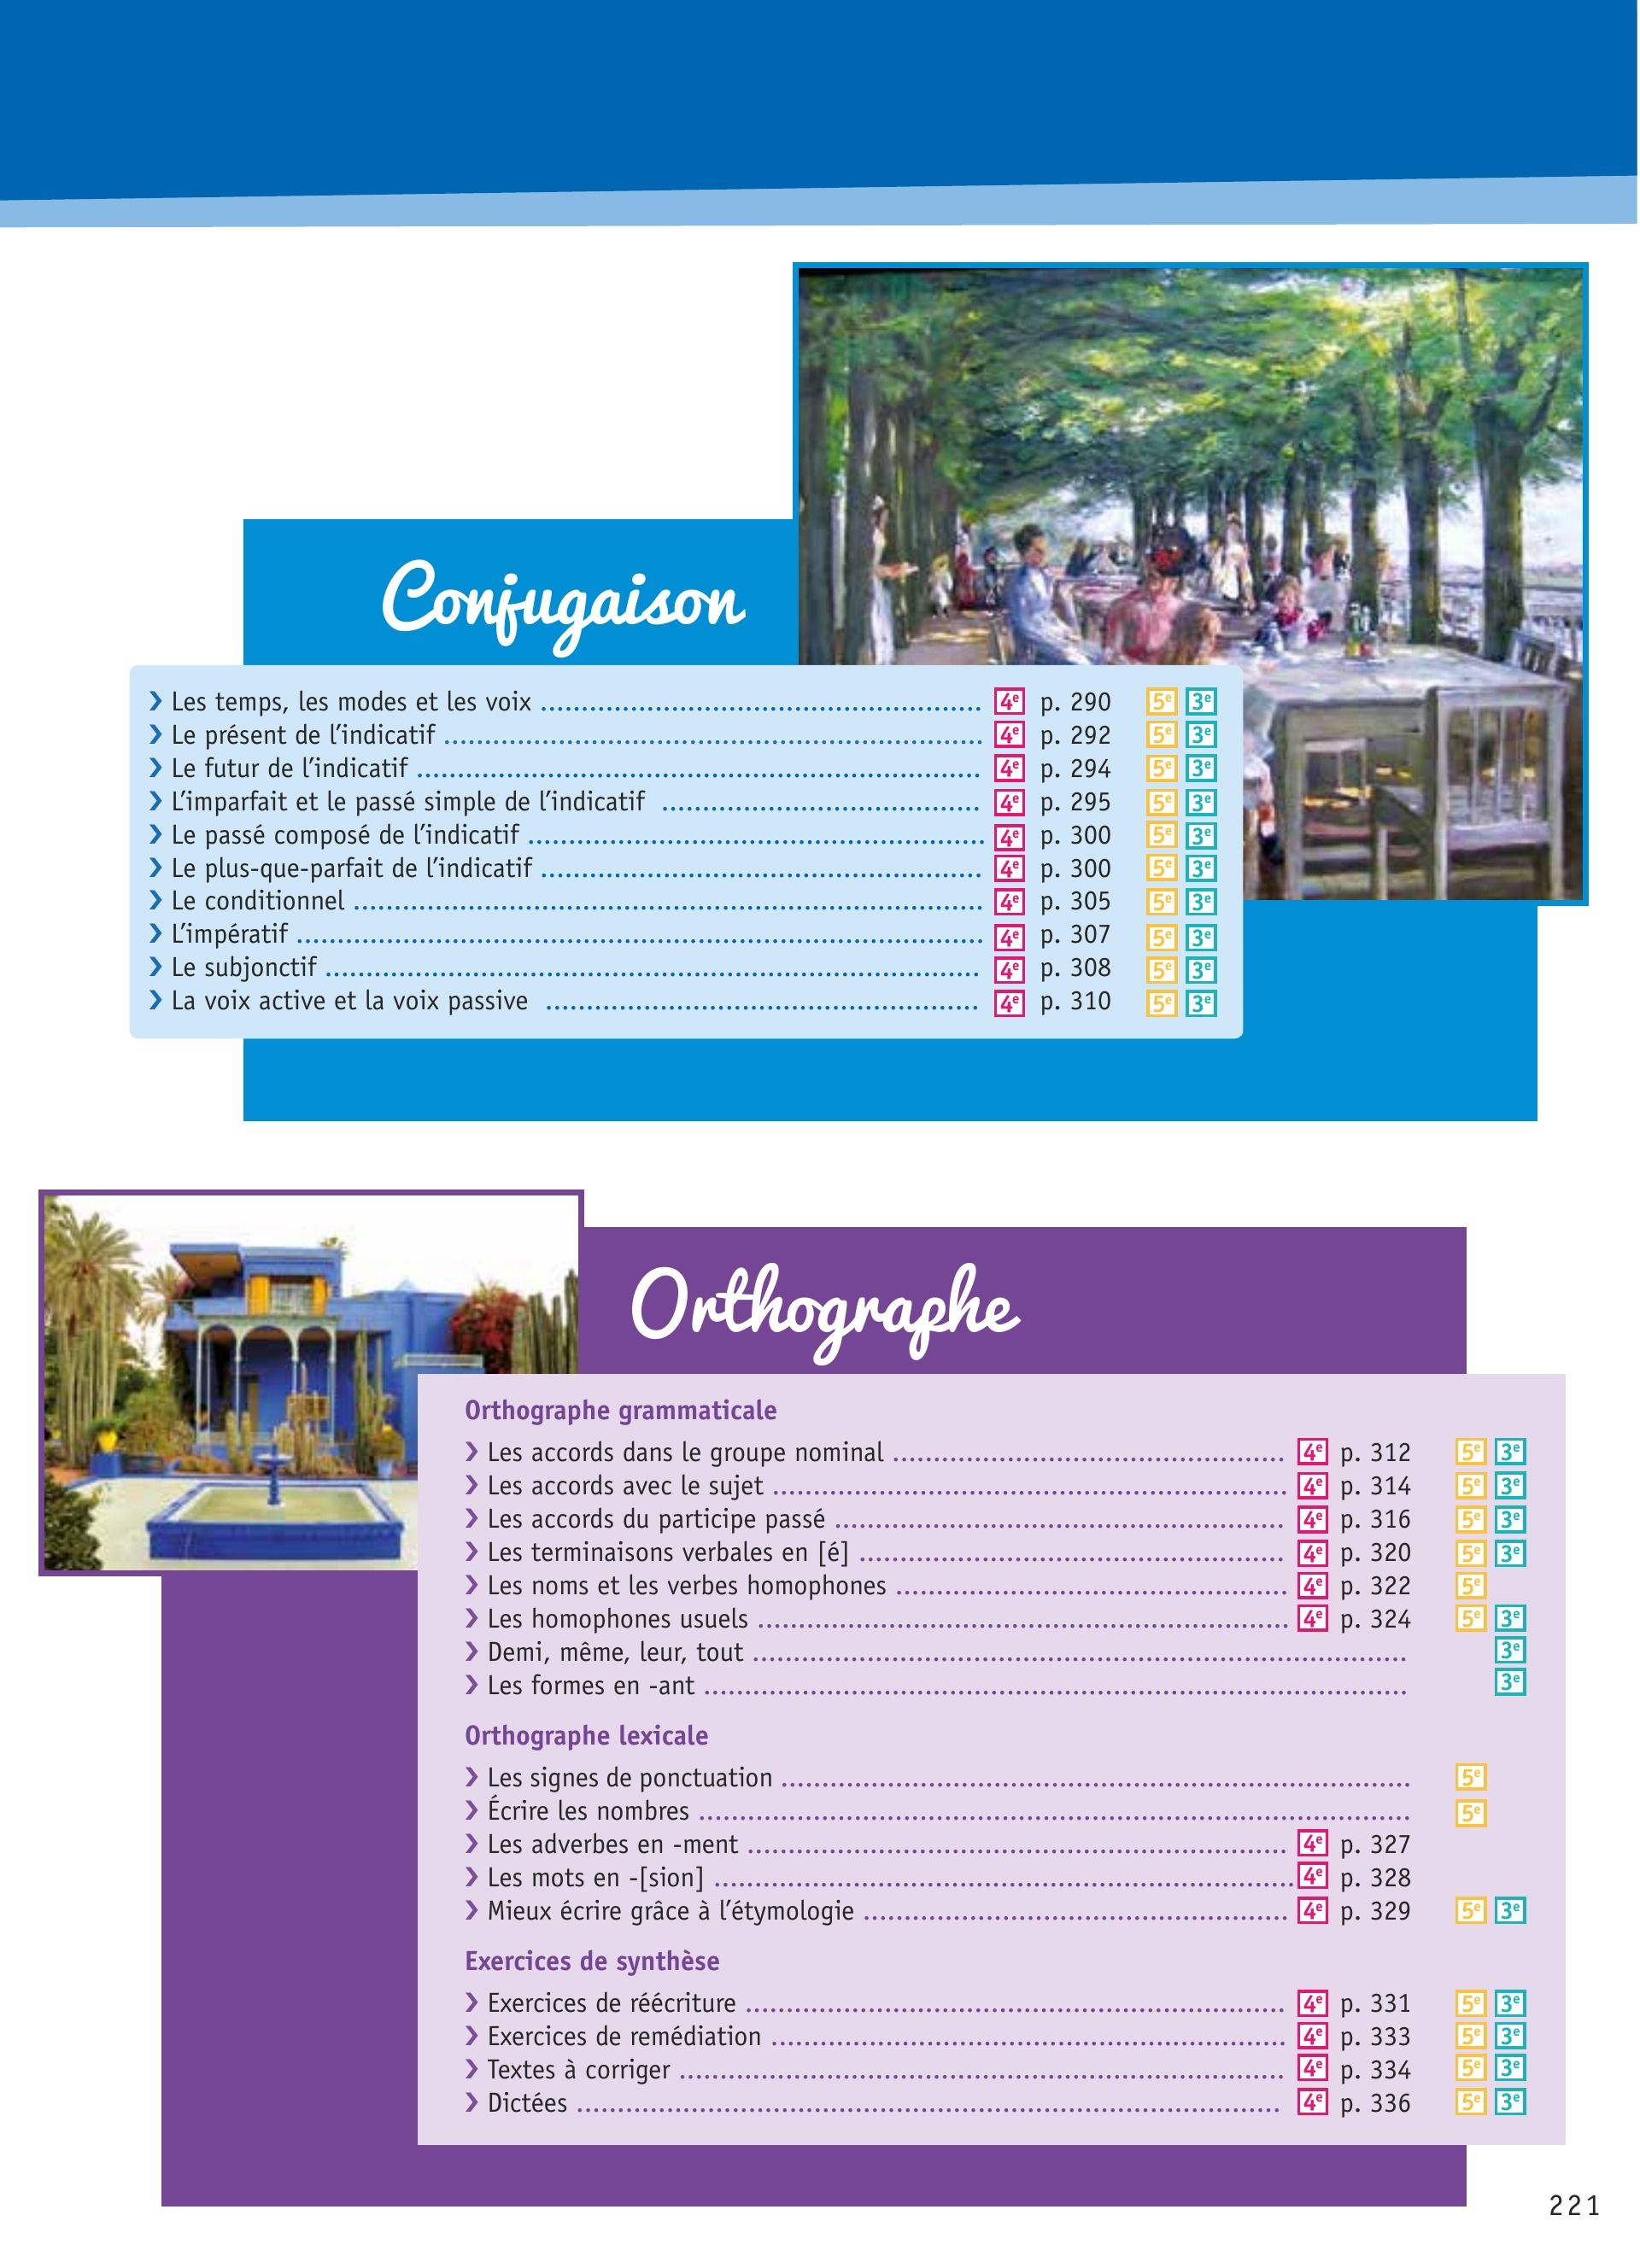 Conjugaison
❯ Les temps, les modes et les voix ........ 4e p. 290 5e 3e
❯ Le présent de l’indicatif ........ 4e p. 292 5e 3e
❯ Le futur de l’indicatif ........ 4e p. 294 5e 3e
❯ L’imparfait et le passé simple de l’indicatif ........ 4e p. 295 5e 3e
❯ Le passé composé de l’indicatif ........ 4e p. 300 5e 3e
❯ Le plus-que-parfait de l’indicatif ........ 4e p. 300 5e 3e
❯ Le conditionnel ........ 4e p. 305 5e 3e
❯ L’impératif ........ 4e p. 307 5e 3e
❯ Le subjonctif ........ 4e p. 308 5e 3e
❯ La voix active et la voix passive ........ 4e p. 310 5e 3e
Orthographe
Orthographe grammaticale
❯ Les accords dans le groupe nominal ........ 4e p. 312 5e 3e
❯ Les accords avec le sujet ........ 4e p. 314 5e 3e
❯ Les accords du participe passé ........ 4e p. 316 5e 3e
❯ Les terminaisons verbales en [é] ........ 4e p. 320 5e 3e
❯ Les noms et les verbes homophones ........ 4e p. 322 5e
❯ Les homophones usuels ........ 4e p. 324 5e 3e
❯ Demi, même, leur, tout ........ 3e
❯ Les formes en -ant ........ 3e
Orthographe lexicale
❯ Les signes de ponctuation ........ 5e
❯ Écrire les nombres ........ 5e
❯ Les adverbes en -ment ........ 4e p. 327
❯ Les mots en -[sion] ........ 4e p. 328
❯ Mieux écrire grâce à l’étymologie ........ 4e p. 329 5e 3e
Exercices de synthèse
❯ Exercices de réécriture ........ 4e p. 331 5e 3e
❯ Exercices de remédiation ........ 4e p. 333 5e 3e
❯ Textes à corriger ........ 4e p. 334 5e 3e
❯ Dictées ........ 4e p. 336 5e 3e
221